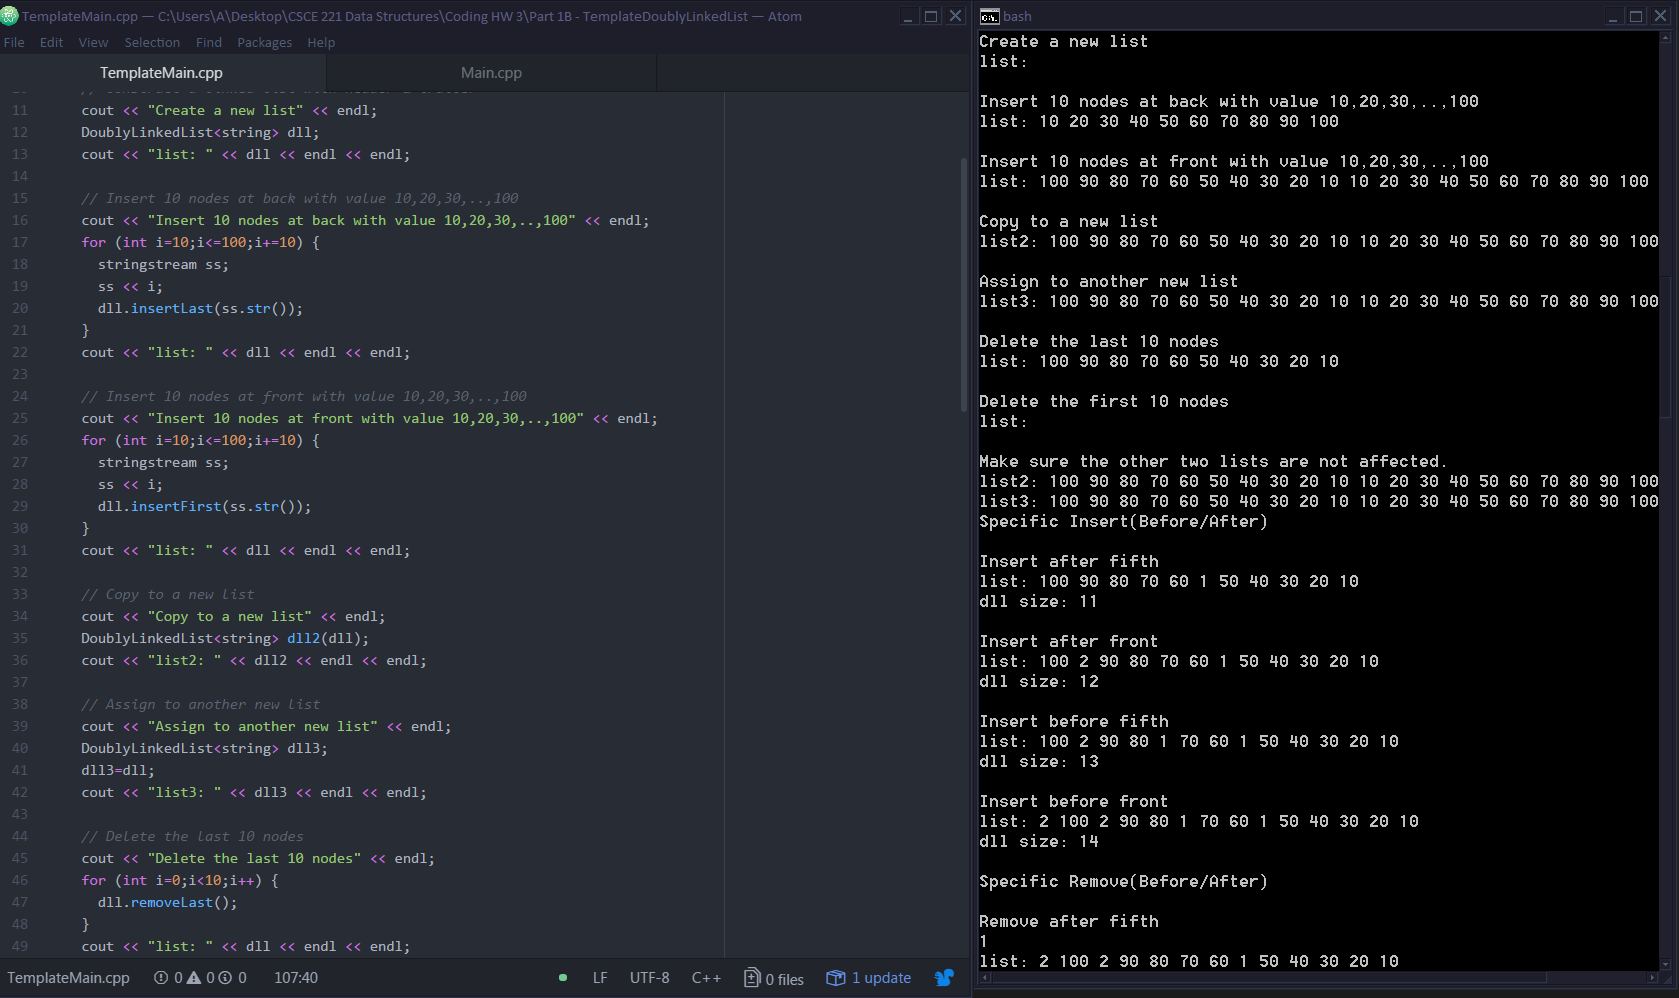 TemplateMain.cpp — C:\Users\A\Desktop\CSCE 221 Data Structures\Coding HW 3\Part 1B - TemplateDoublyLinkedList — Atom
File Edit View Selection Find Packages Help
TemplateMain.cpp Main.cpp
11 cout << "Create a new list" << endl;
12 DoublyLinkedList<string> dll;
13 cout << "list: " << dll << endl << endl;
14
15 // Insert 10 nodes at back with value 10,20,30,..,100
16 cout << "Insert 10 nodes at back with value 10,20,30,..,100" << endl;
17 for (int i=10;i<=100;i+=10) {
18 stringstream ss;
19 ss << i;
20 dll.insertLast(ss.str());
21 }
22 cout << "list: " << dll << endl << endl;
23
24 // Insert 10 nodes at front with value 10,20,30,..,100
25 cout << "Insert 10 nodes at front with value 10,20,30,..,100" << endl;
26 for (int i=10;i<=100;i+=10) {
27 stringstream ss;
28 ss << i;
29 dll.insertFirst(ss.str());
30 }
31 cout << "list: " << dll << endl << endl;
32
33 // Copy to a new list
34 cout << "Copy to a new list" << endl;
35 DoublyLinkedList<string> dll2(dll);
36 cout << "list2: " << dll2 << endl << endl;
37
38 // Assign to another new list
39 cout << "Assign to another new list" << endl;
40 DoublyLinkedList<string> dll3;
41 dll3=dll;
42 cout << "list3: " << dll3 << endl << endl;
43
44 // Delete the last 10 nodes
45 cout << "Delete the last 10 nodes" << endl;
46 for (int i=0;i<10;i++) {
47 dll.removeLast();
48 }
49 cout << "list: " << dll << endl << endl;
TemplateMain.cpp 0 0 0 107:40 LF UTF-8 C++ 0 files 1 update
bash
Create a new list
list:
Insert 10 nodes at back with value 10,20,30,..,100
list: 10 20 30 40 50 60 70 80 90 100
Insert 10 nodes at front with value 10,20,30,..,100
list: 100 90 80 70 60 50 40 30 20 10 10 20 30 40 50 60 70 80 90 100
Copy to a new list
list2: 100 90 80 70 60 50 40 30 20 10 10 20 30 40 50 60 70 80 90 100
Assign to another new list
list3: 100 90 80 70 60 50 40 30 20 10 10 20 30 40 50 60 70 80 90 100
Delete the last 10 nodes
list: 100 90 80 70 60 50 40 30 20 10
Delete the first 10 nodes
list:
Make sure the other two lists are not affected.
list2: 100 90 80 70 60 50 40 30 20 10 10 20 30 40 50 60 70 80 90 100
list3: 100 90 80 70 60 50 40 30 20 10 10 20 30 40 50 60 70 80 90 100
Specific Insert(Before/After)
Insert after fifth
list: 100 90 80 70 60 1 50 40 30 20 10
dll size: 11
Insert after front
list: 100 2 90 80 70 60 1 50 40 30 20 10
dll size: 12
Insert before fifth
list: 100 2 90 80 1 70 60 1 50 40 30 20 10
dll size: 13
Insert before front
list: 2 100 2 90 80 1 70 60 1 50 40 30 20 10
dll size: 14
Specific Remove(Before/After)
Remove after fifth
1
list: 2 100 2 90 80 70 60 1 50 40 30 20 10